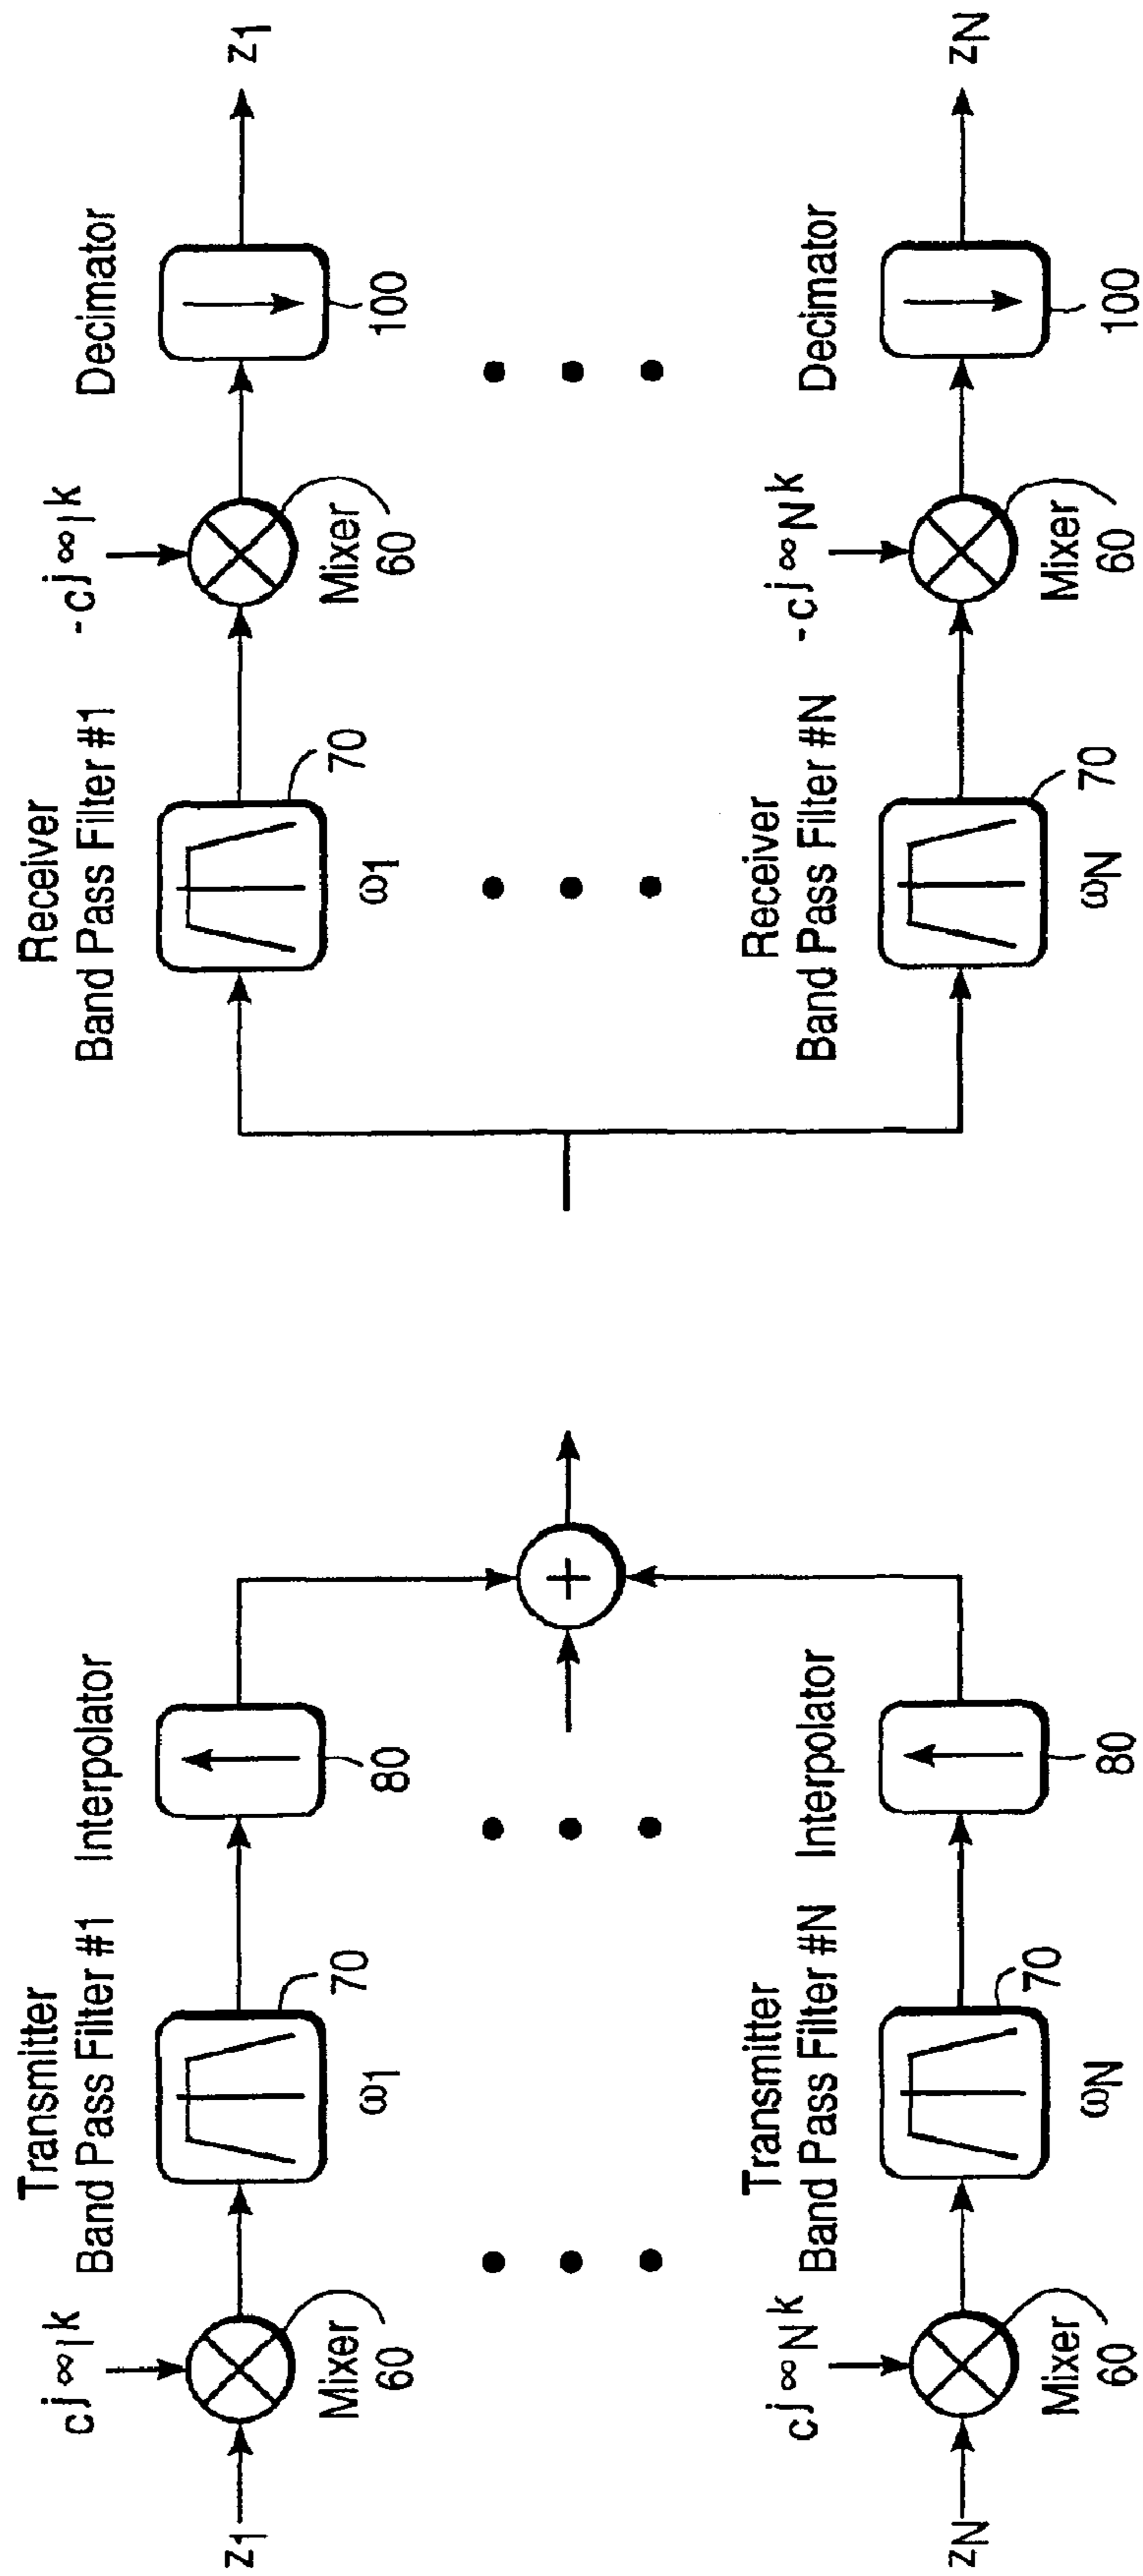 z1
cj∞1k
Mixer
60
Transmitter
Band Pass Filter #1
70
ω1
Interpolator
80
+
zN
cj∞Nk
Mixer
60
Transmitter
Band Pass Filter #N
70
ωN
Interpolator
80
Receiver
Band Pass Filter #1
70
ω1
-cj∞1k
Mixer
60
Decimator
100
z1
Receiver
Band Pass Filter #N
70
ωN
-cj∞Nk
Mixer
60
Decimator
100
zN